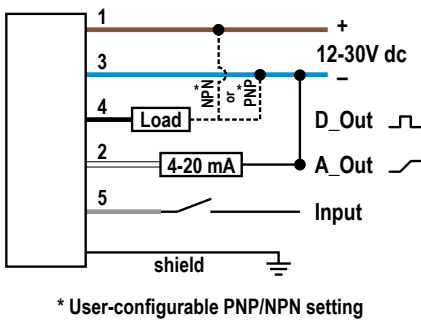 1
+
12-30V dc
3
–
* NPN
or
* PNP
4
Load
D_Out
2
4-20 mA
A_Out
5
Input
shield
* User-configurable PNP/NPN setting